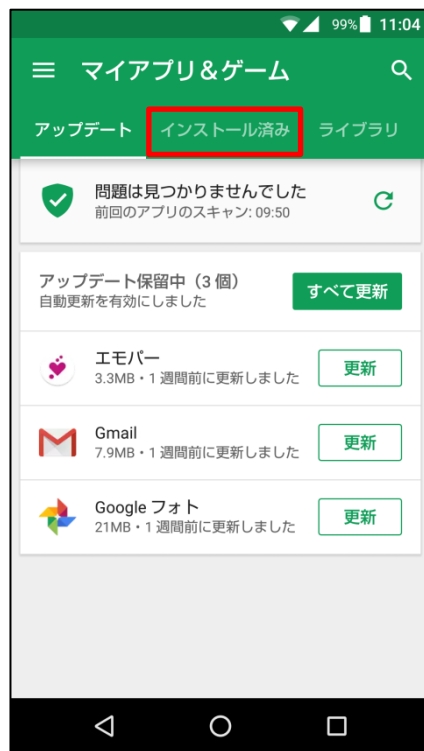 99% 11:04
マイアプリ＆ゲーム
アップデート インストール済み ライブラリ
問題は見つかりませんでした
前回のアプリのスキャン: 09:50
アップデート保留中（3 個）
自動更新を有効にしました
すべて更新
エモパー
3.3MB・1 週間前に更新しました
更新
Gmail
7.9MB・1 週間前に更新しました
更新
Google フォト
21MB・1 週間前に更新しました
更新